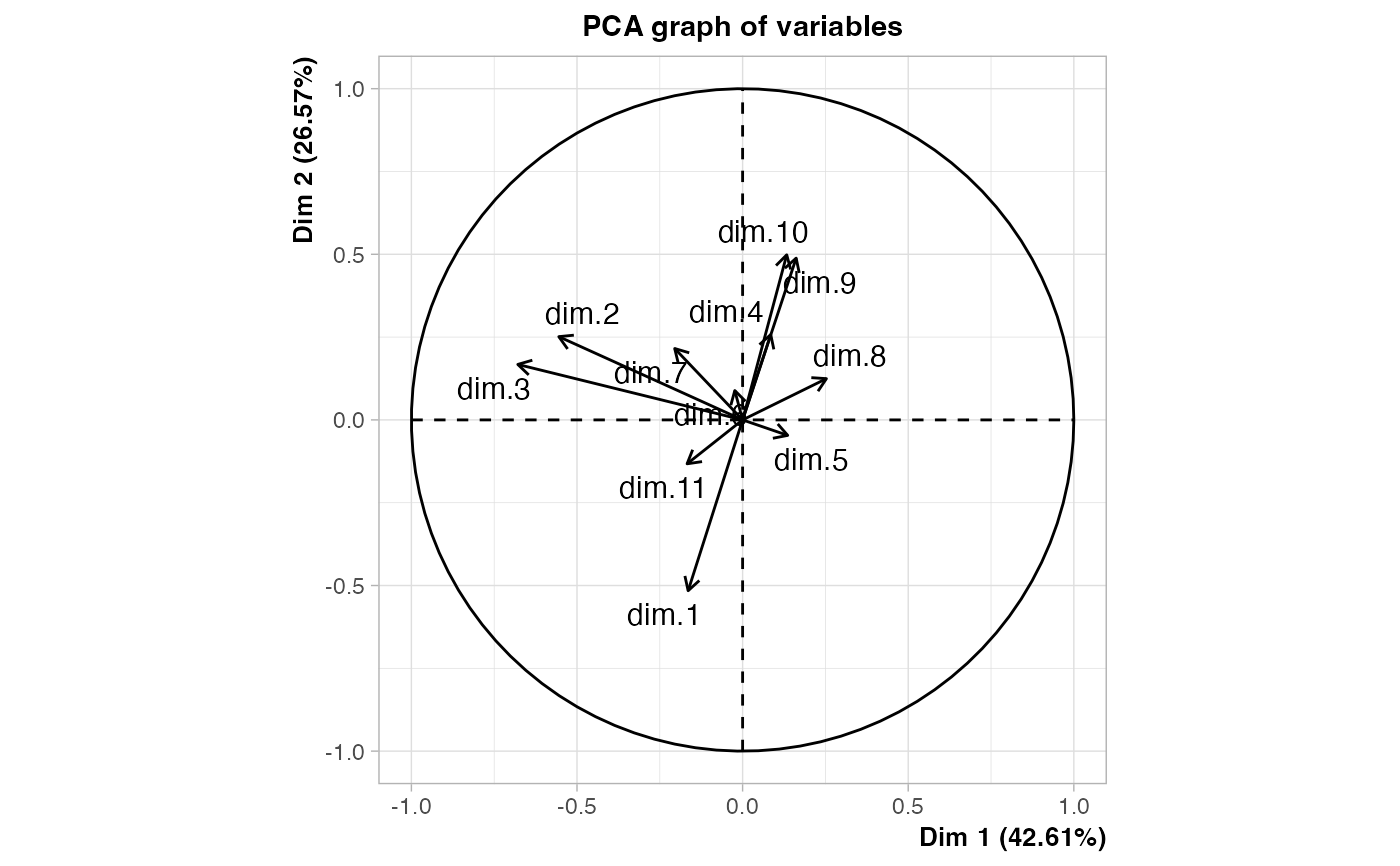 PCA graph of variables
Dim 2 (26.57%)
1.0
0.5
0.0
-0.5
-1.0
dim.10
dim.9
dim.4
dim.2
dim.8
dim.7
dim.3
dim.5
dim.11
dim.1
-1.0
-0.5
0.0
0.5
1.0
Dim 1 (42.61%)